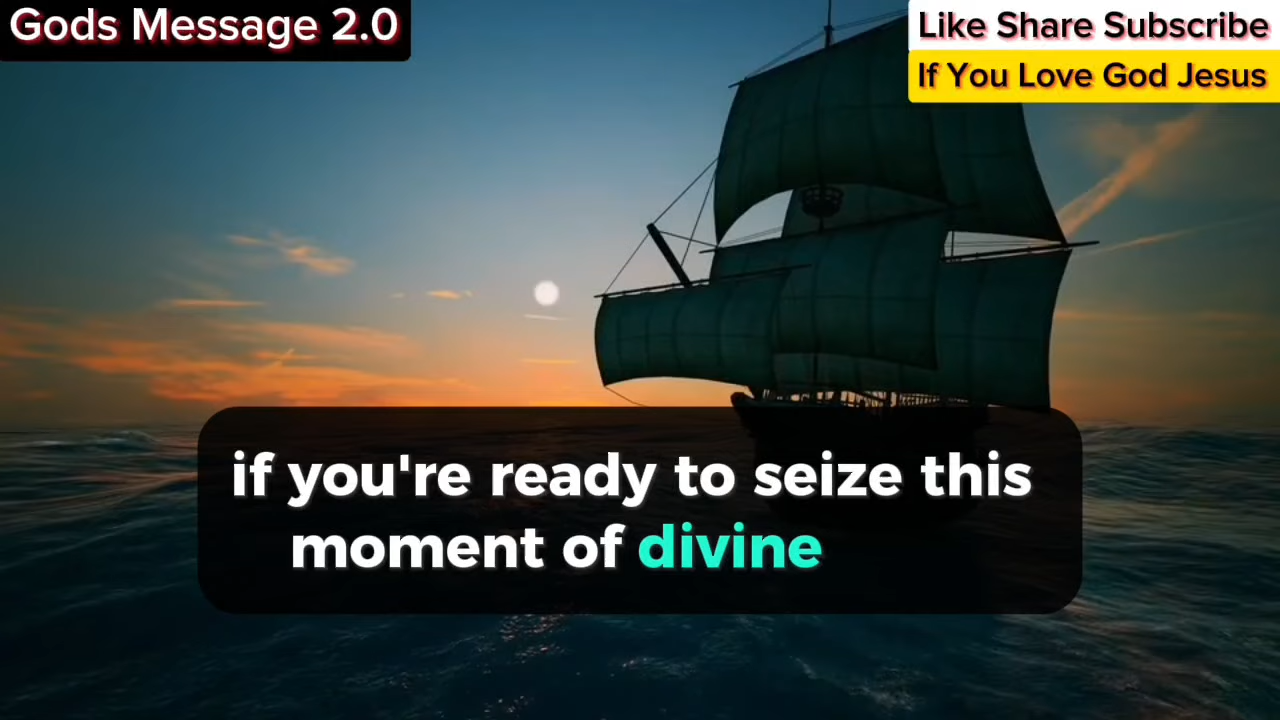 Gods Message 2.0
Like Share Subscribe
If You Love God Jesus
if you're ready to seize this
moment of divine